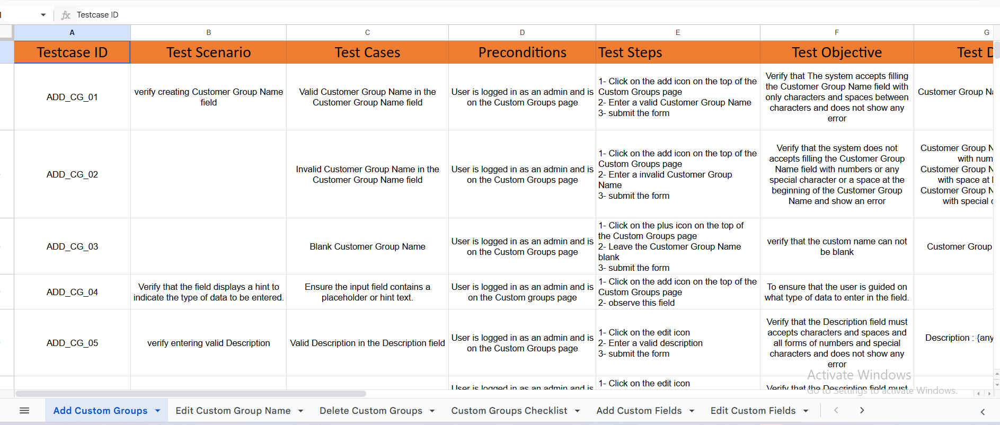 Testcase ID
A B C D E F G
Testcase ID Test Scenario Test Cases Preconditions Test Steps Test Objective Test D
ADD_CG_01
verify creating Customer Group Name
field
Valid Customer Group Name in the
Customer Group Name field
User is logged in as an admin and is
on the Custom Groups page
1- Click on the add icon on the top of the
Custom Groups page
2- Enter a valid Customer Group Name
3- submit the form
Verify that The system accepts filling
the Customer Group Name field with
only characters and spaces between
characters and does not show any
error
Customer Group Na
ADD_CG_02
Invalid Customer Group Name in the
Customer Group Name field
User is logged in as an admin and is
on the Custom Groups page
1- Click on the add icon on the top of the
Custom Groups page
2- Enter a invalid Customer Group
Name
3- submit the form
Verify that the system does not
accepts filling the Customer Group
Name field with numbers or any
special character or a space at the
beginning of the Customer Group
Name and show an error
Customer Group N
with num
Customer Group N
with space at
Customer Group N
with special
ADD_CG_03
Blank Customer Group Name
User is logged in as an admin and is
on the Custom Groups page
1- Click on the plus icon on the top of
the Custom Groups page
2- Leave the Customer Group Name
blank
3- submit the form
verify that the custom name can not
be blank
Customer Group
ADD_CG_04
Verify that the field displays a hint to
indicate the type of data to be entered.
Ensure the input field contains a
placeholder or hint text.
User is logged in as an admin and is
on the Custom groups page
1- Click on the add icon on the top of the
Custom Groups page
2- observe this field
To ensure that the user is guided on
what type of data to enter in the field.
ADD_CG_05
verify entering valid Description
Valid Description in the Description field
User is logged in as an admin and is
on the Custom Groups page
1- Click on the edit icon
2- Enter a valid description
3- submit the form
Verify that the Description field must
accepts characters and spaces and
all forms of numbers and special
characters and does not show any
error
Description : {any
User is logged in as an admin and is
1- Click on the edit icon
Verify that the Description field must
Activate Windows
Go to Settings to activate Windows.
Add Custom Groups Edit Custom Group Name Delete Custom Groups Custom Groups Checklist Add Custom Fields Edit Custom Fields